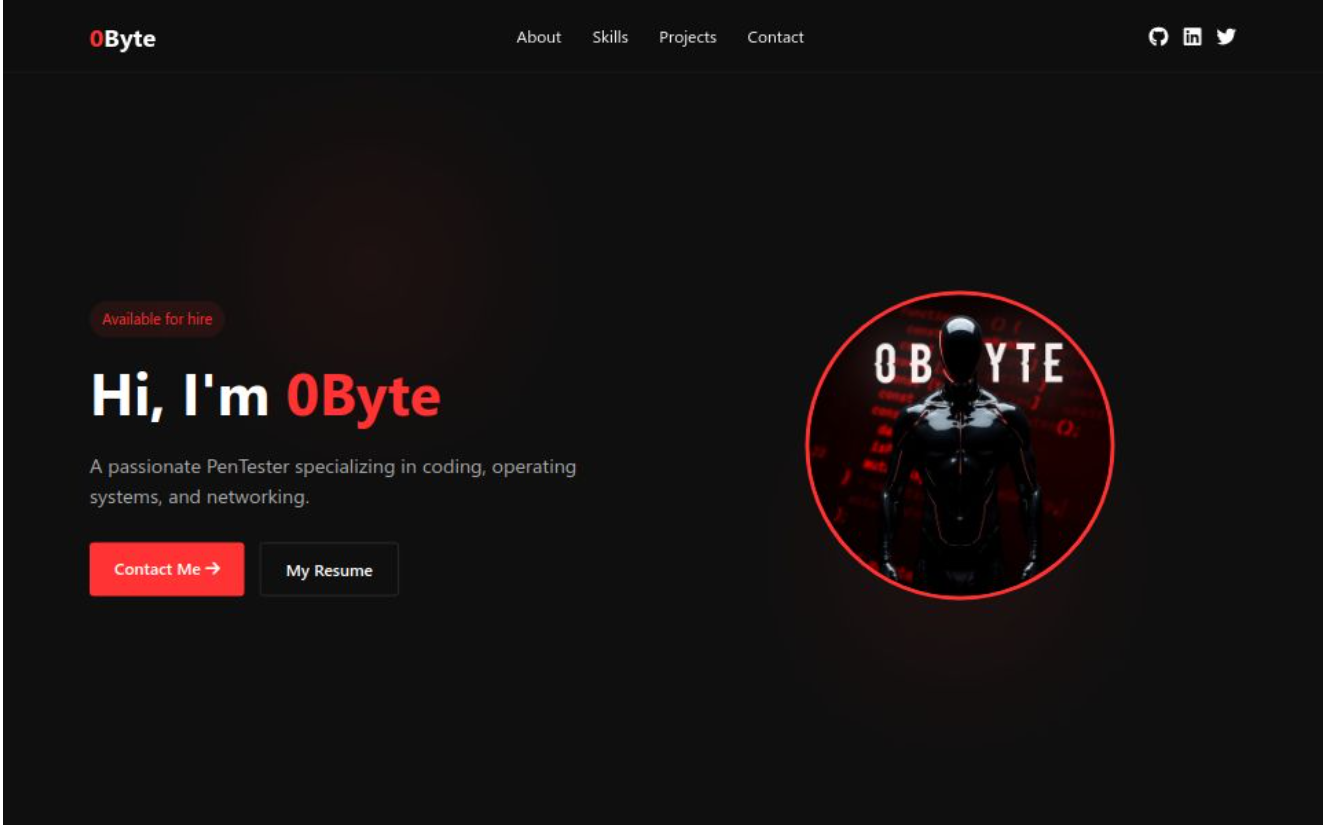 0Byte
About Skills Projects Contact
Available for hire
Hi, I'm 0Byte
A passionate PenTester specializing in coding, operating
systems, and networking.
Contact Me →
My Resume
0B YTE